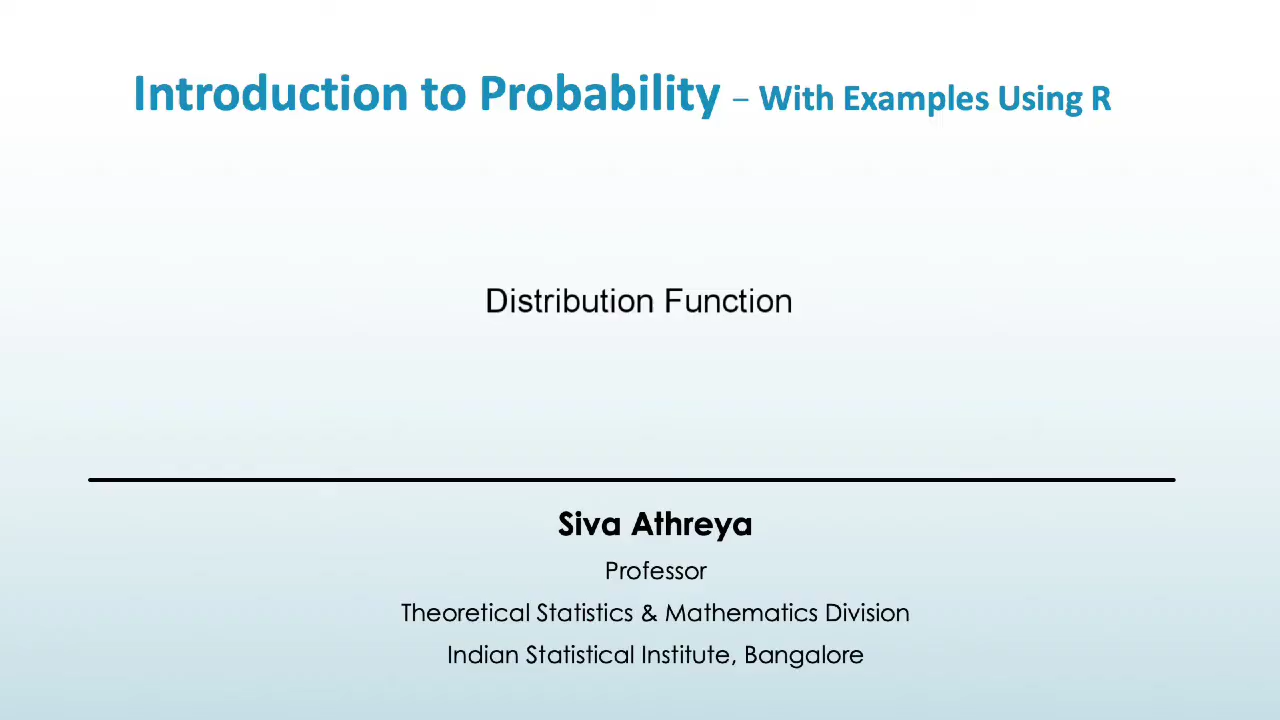 Introduction to Probability – With Examples Using R
Distribution Function
Siva Athreya
Professor
Theoretical Statistics & Mathematics Division
Indian Statistical Institute, Bangalore